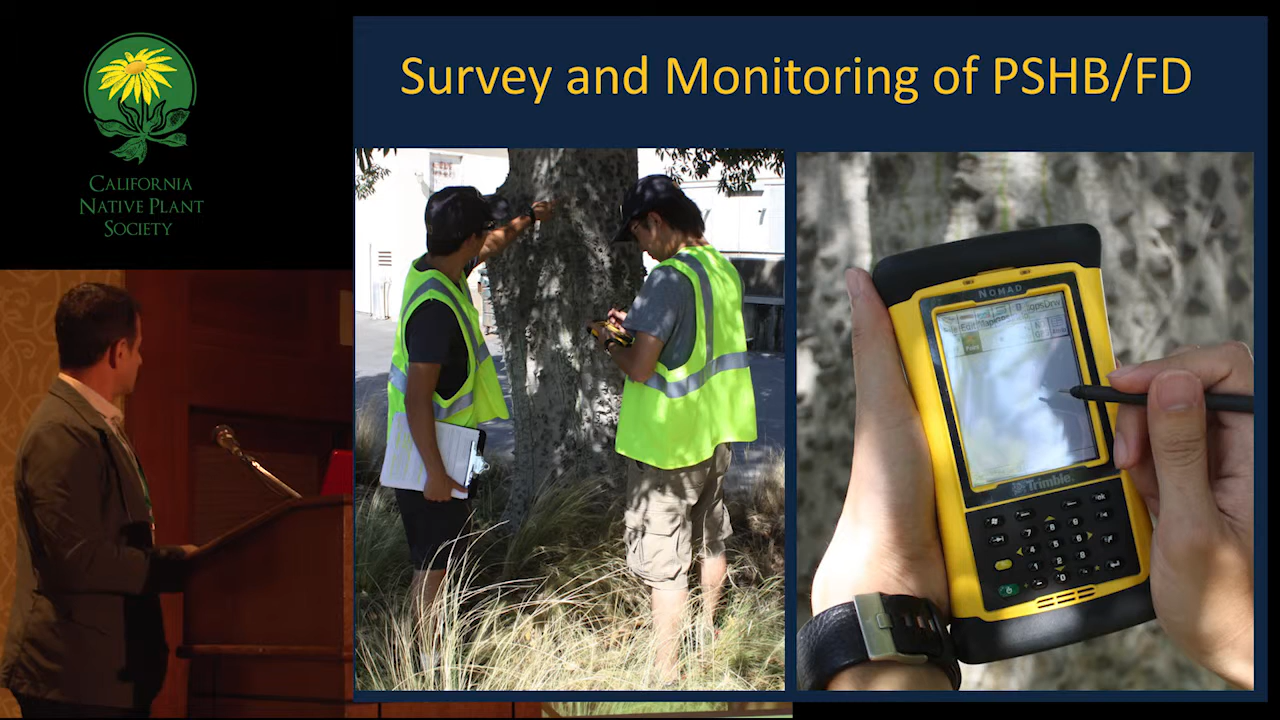 CALIFORNIA
NATIVE PLANT
SOCIETY
Survey and Monitoring of PSHB/FD
NOMAD
Trimble